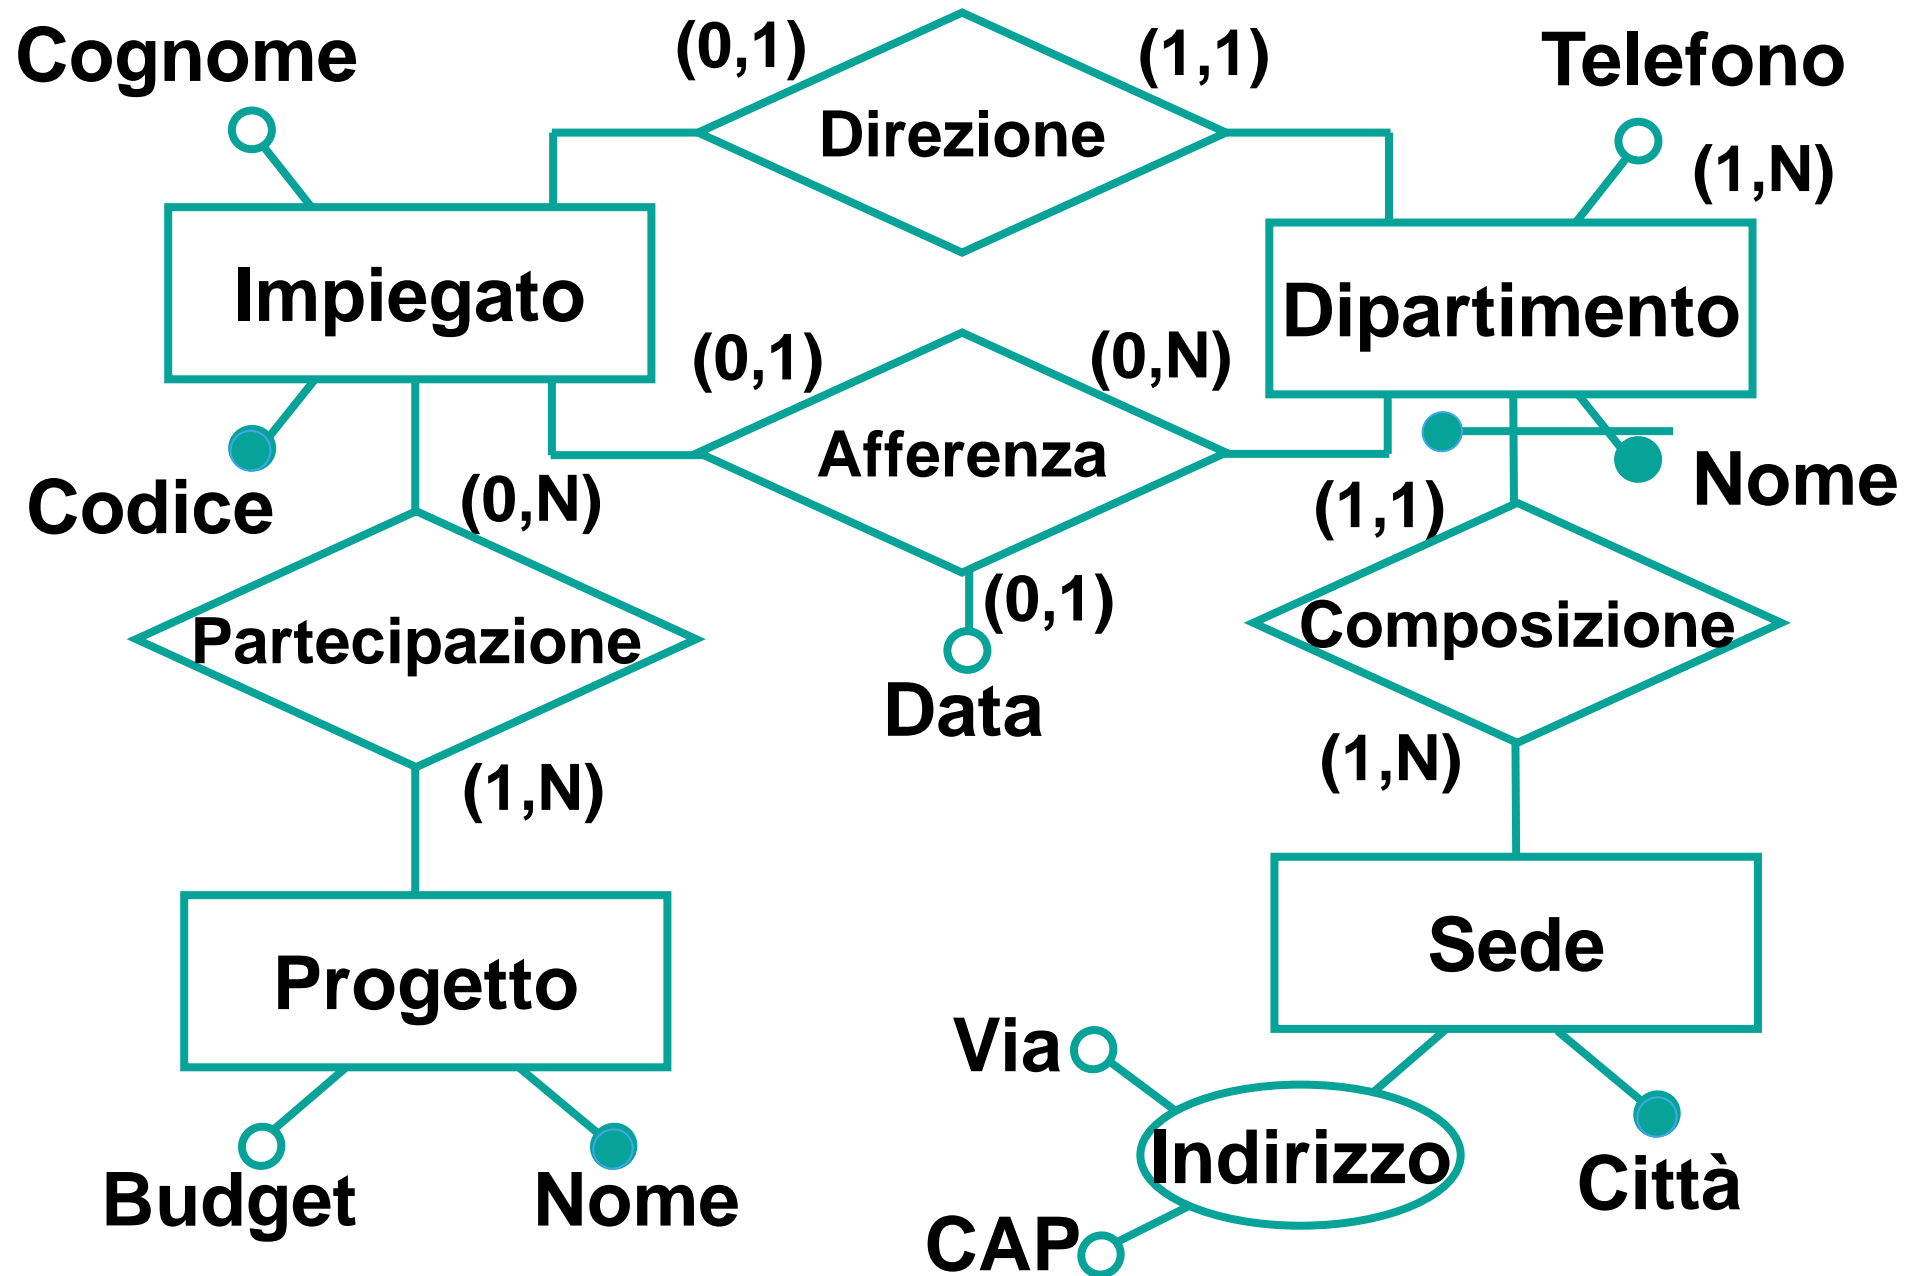 Cognome
(0,1)
(1,1)
Telefono
Direzione
(1,N)
Impiegato
Dipartimento
(0,1)
(0,N)
Afferenza
Codice
(0,N)
(1,1)
Nome
Partecipazione
(0,1)
Composizione
Data
(1,N)
(1,N)
Progetto
Sede
Via
Indirizzo
Città
Budget
Nome
CAP